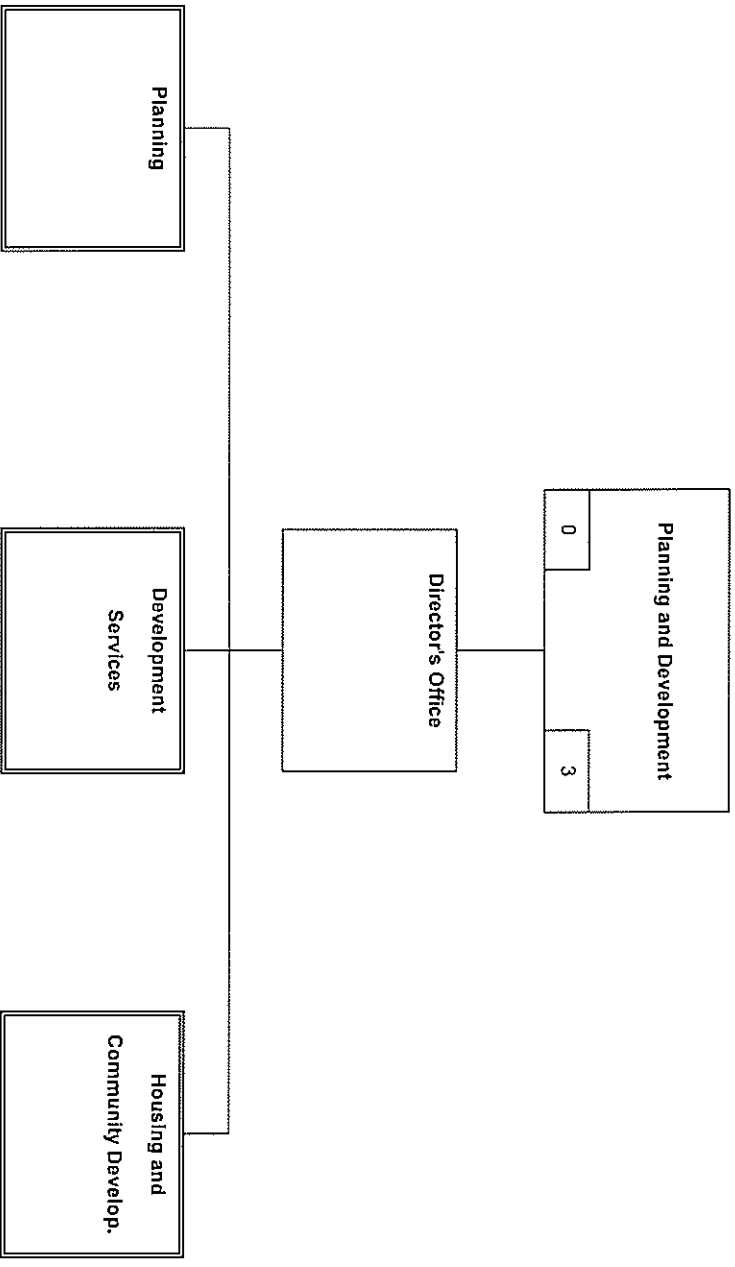 Planning and Development
0
3
Director's Office
Planning
Development
Services
Housing and
Community Develop.